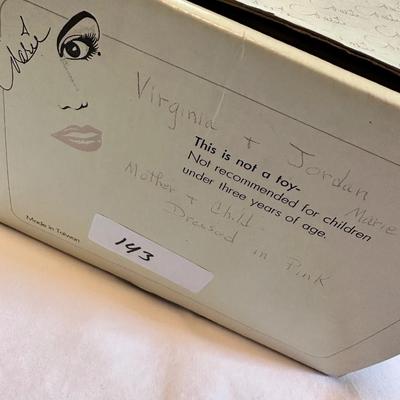 Virginia + Jordan Marie
This is not a toy-
Not recommended for children
under three years of age.
Mother + Child
Dressed in Pink
Made in Taiwan
143